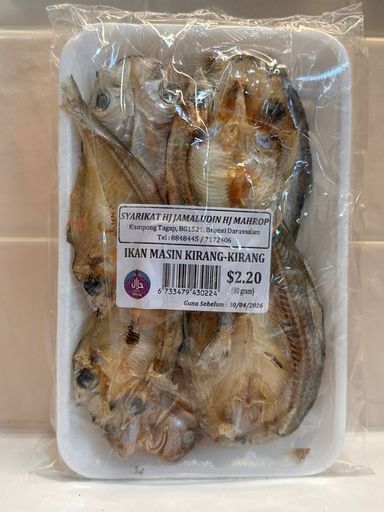 SYARIKAT HJ JAMALUDIN HJ MAHROP
Kampong Tagap, BG1521, Brunei Darussalam
Tel : 8848445 / 7172406
IKAN MASIN KIRANG-KIRANG
$2.20
حلال
6 733479 430224
(80 gram)
Guna Sebelum : 30/04/2026